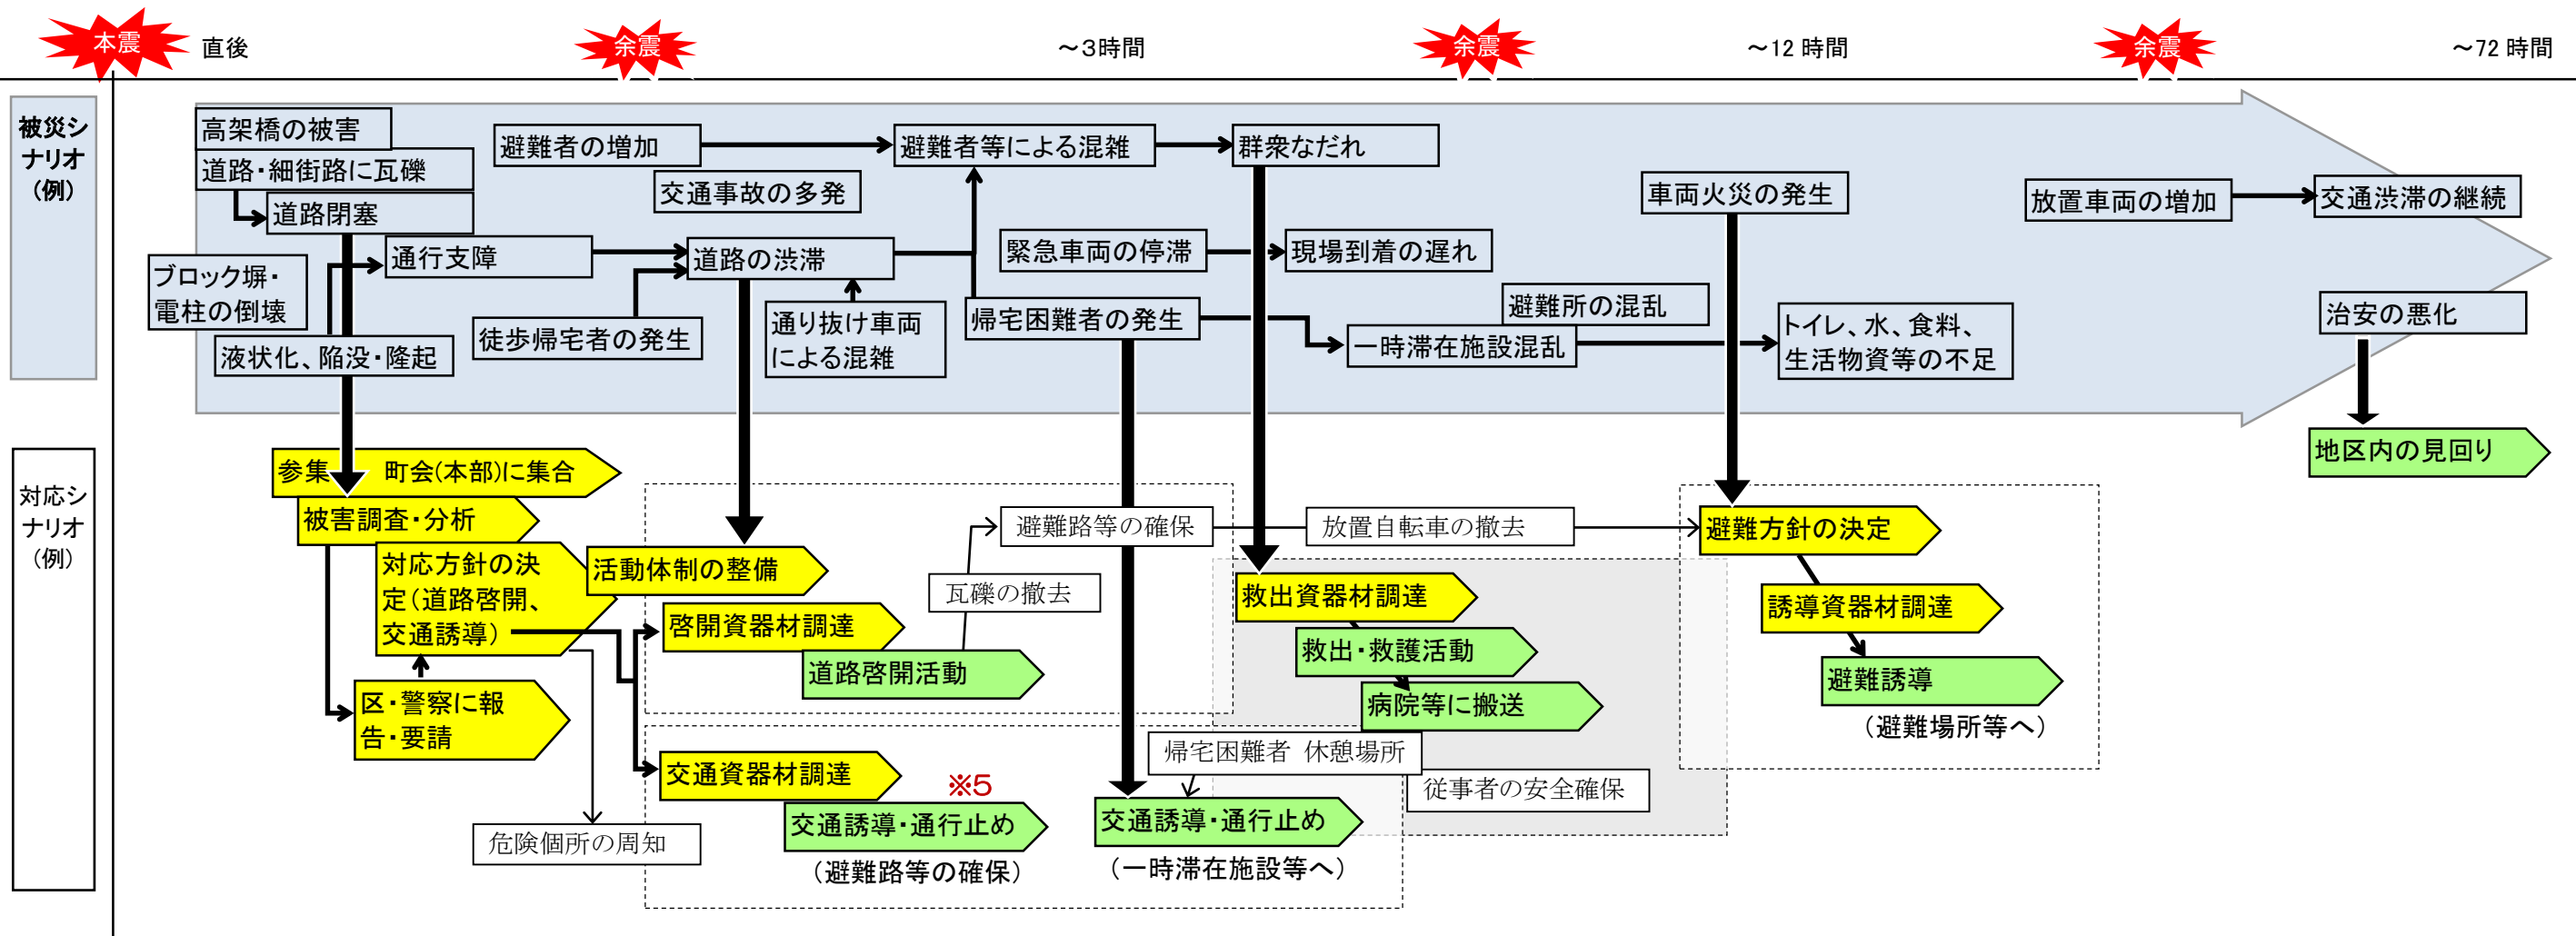 本震
直後
余震
～3時間
余震
～12 時間
余震
～72 時間
被災シ
ナリオ
（例）
高架橋の被害
道路・細街路に瓦礫
道路閉塞
ブロック塀・
電柱の倒壊
液状化、陥没・隆起
通行支障
避難者の増加
交通事故の多発
道路の渋滞
徒歩帰宅者の発生
通り抜け車両
による混雑
避難者等による混雑
緊急車両の停滞
帰宅困難者の発生
群衆なだれ
現場到着の遅れ
避難所の混乱
一時滞在施設混乱
車両火災の発生
トイレ、水、食料、
生活物資等の不足
放置車両の増加
交通渋滞の継続
治安の悪化
対応シ
ナリオ
（例）
参集
町会(本部)に集合
被害調査・分析
対応方針の決
定（道路啓開、
交通誘導）
区・警察に報
告・要請
危険個所の周知
活動体制の整備
啓開資器材調達
道路啓開活動
瓦礫の撤去
避難路等の確保
放置自転車の撤去
交通資器材調達
※5
交通誘導・通行止め
（避難路等の確保）
救出資器材調達
救出・救護活動
病院等に搬送
帰宅困難者 休憩場所
従事者の安全確保
交通誘導・通行止め
（一時滞在施設等へ）
避難方針の決定
誘導資器材調達
避難誘導
（避難場所等へ）
地区内の見回り